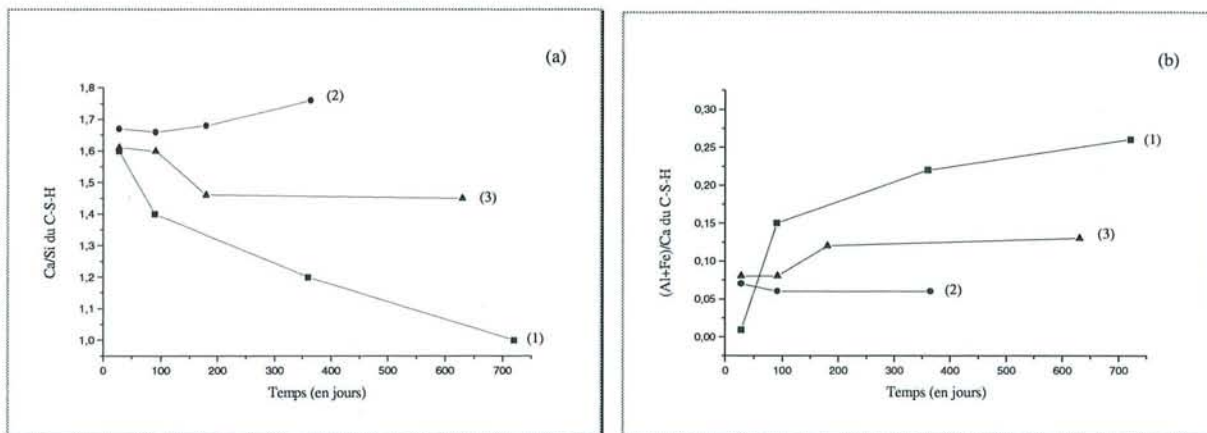 (a)
1,8
1,7
1,6
1,5
1,4
1,3
1,2
1,1
1,0
Ca/Si du C-S-H
(2)
(3)
(1)
0 100 200 300 400 500 600 700
Temps (en jours)
(b)
0,30
0,25
0,20
0,15
0,10
0,05
0,00
(Al+Fe)/Ca du C-S-H
(1)
(3)
(2)
0 100 200 300 400 500 600 700
Temps (en jours)